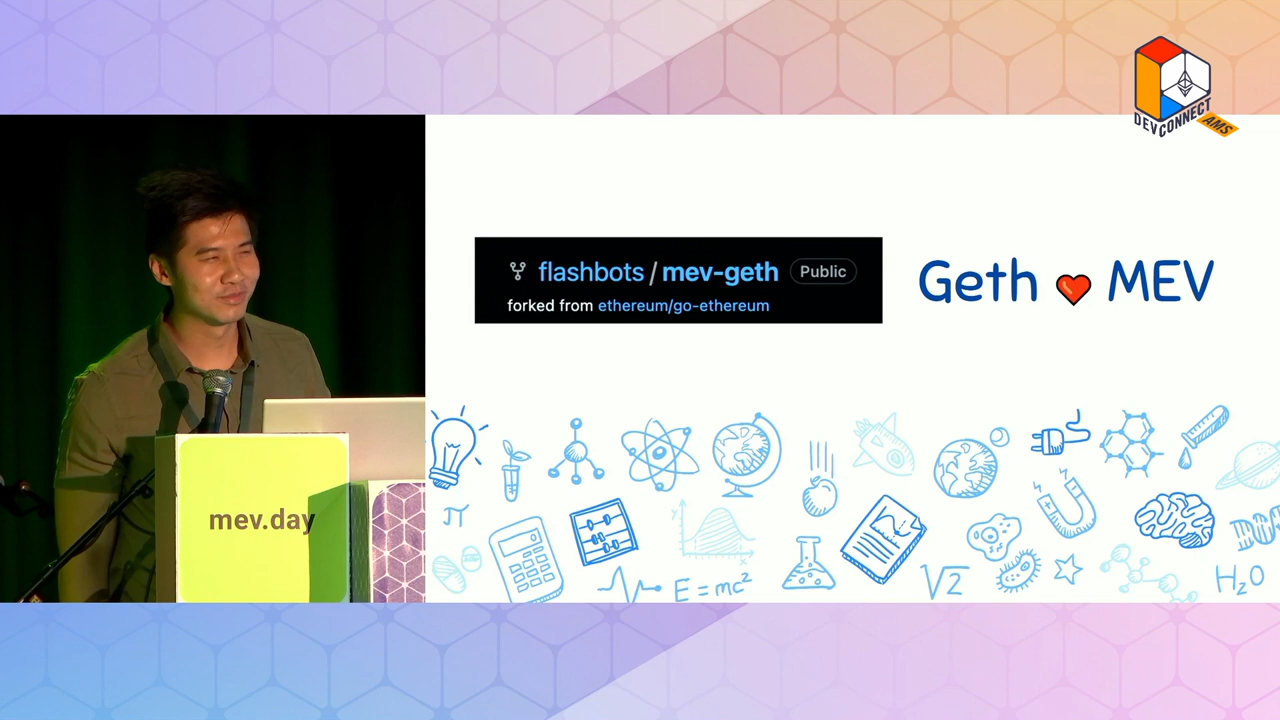 DEVCONNECT
AMS
flashbots/mev-geth Public
forked from ethereum/go-ethereum
Geth ❤ MEV
mev.day
π
E=mc²
√2
H₂O
y
x